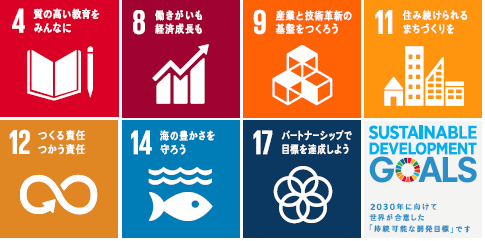 4 質の高い教育を
みんなに
8 働きがいも
経済成長も
9 産業と技術革新の
基盤をつくろう
11 住み続けられる
まちづくりを
12 つくる責任
つかう責任
14 海の豊かさを
守ろう
17 パートナーシップで
目標を達成しよう
SUSTAINABLE
DEVELOPMENT
GOALS
2030年に向けて
世界が合意した
「持続可能な開発目標」です